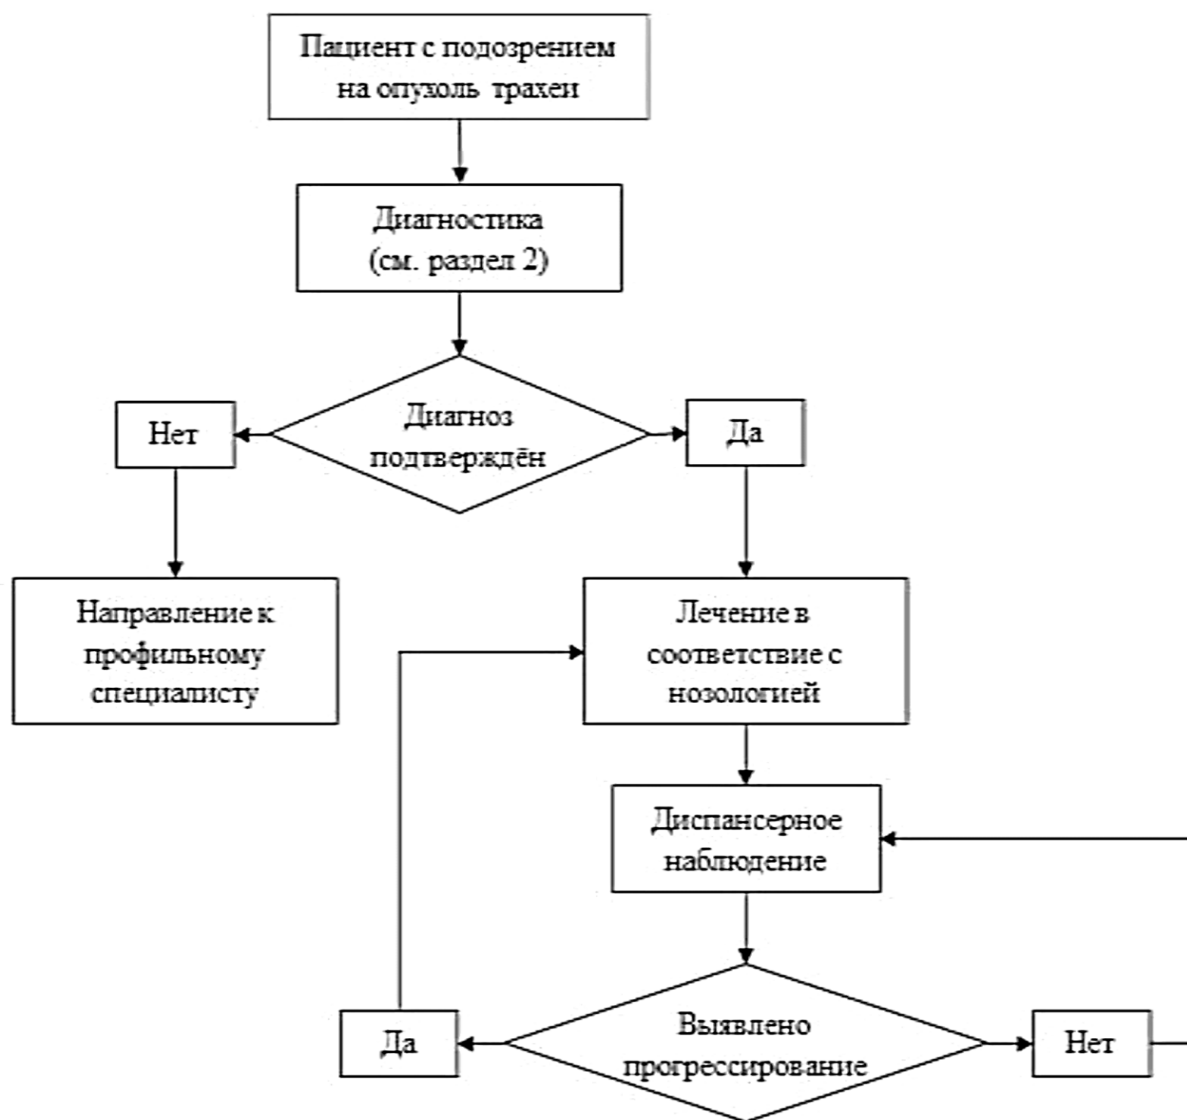 Пациент с подозрением
на опухоль трахеи
Диагностика
(см. раздел 2)
Диагноз
подтверждён
Нет
Да
Направление к
профильному
специалисту
Лечение в
соответствие с
нозологией
Диспансерное
наблюдение
Выявлено
прогрессирование
Да
Нет